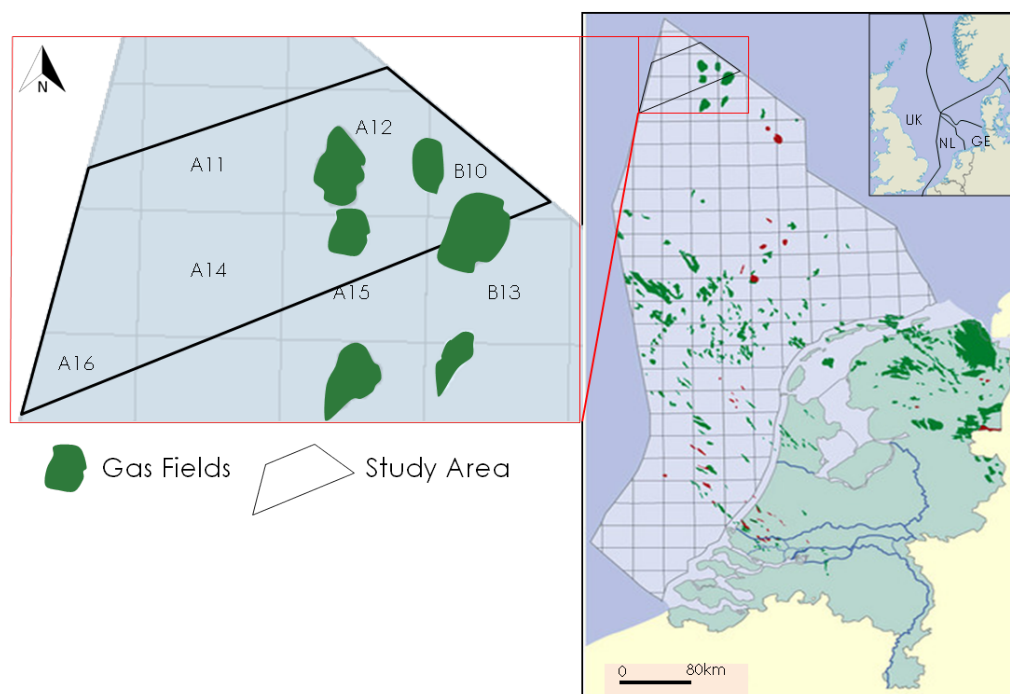 N
A11
A12
B10
A14
A15
B13
A16
Gas Fields
Study Area
UK
NL
GE
0
80km